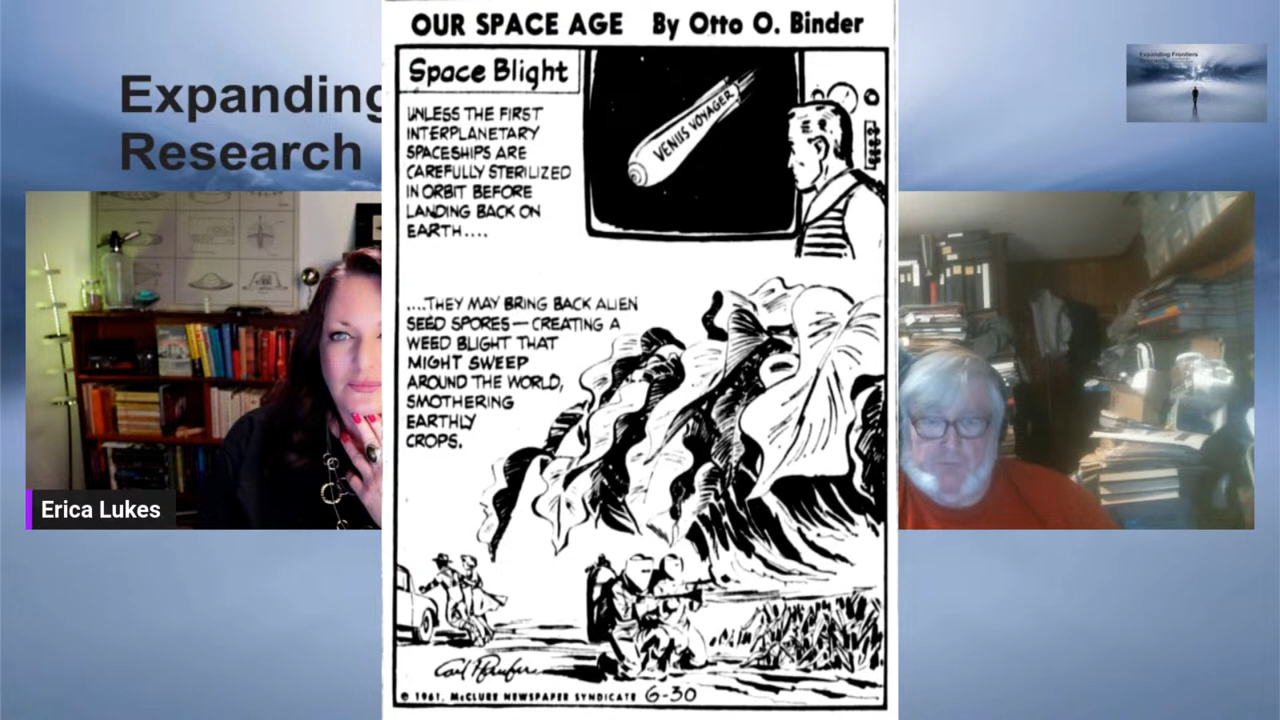 OUR SPACE AGE By Otto O. Binder
Expanding
Research
Expanding Frontiers
Space Blight
UNLESS THE FIRST
INTERPLANETARY
SPACESHIPS ARE
CAREFULLY STERILIZED
IN ORBIT BEFORE
LANDING BACK ON
EARTH....
VENUS VOYAGER
....THEY MAY BRING BACK ALIEN
SEED SPORES—CREATING A
WEED BLIGHT THAT
MIGHT SWEEP
AROUND THE WORLD,
SMOTHERING
EARTHLY
CROPS.
Erica Lukes
© 1961, McCLURE NEWSPAPER SYNDICATE 6-30